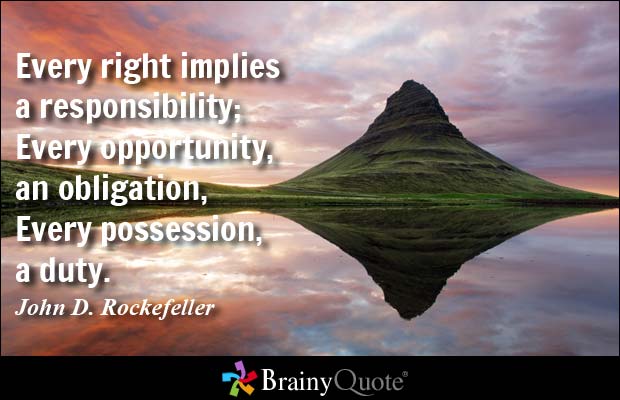 Every right implies
a responsibility;
Every opportunity,
an obligation,
Every possession,
a duty.
John D. Rockefeller
BrainyQuote®